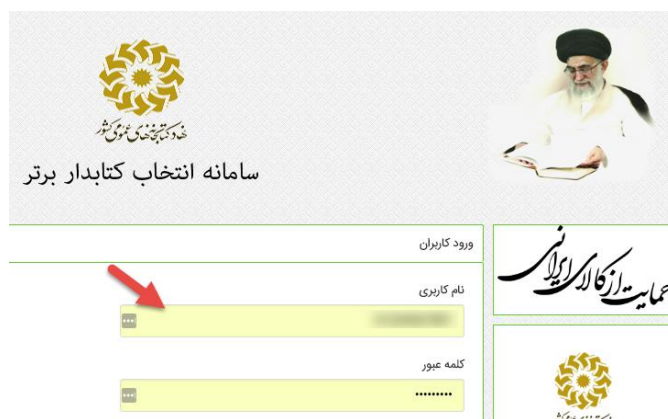 نهاد کتابخانه‌های عمومی کشور
سامانه انتخاب کتابدار برتر
حمایت از کالای ایرانی
ورود کاربران
نام کاربری
کلمه عبور